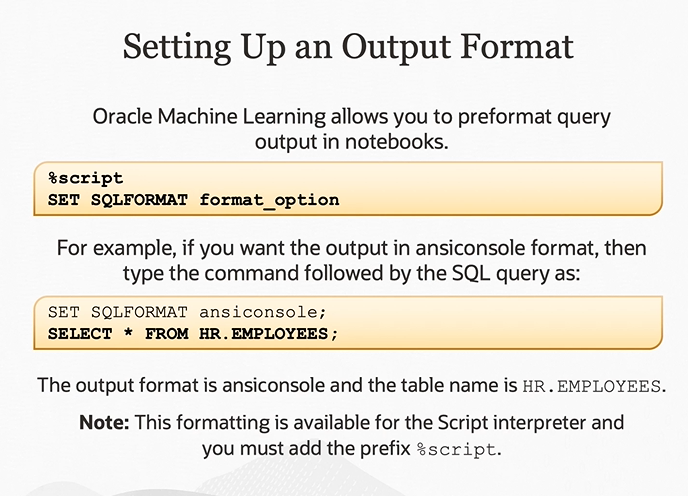 Setting Up an Output Format
Oracle Machine Learning allows you to preformat query
output in notebooks.
%script
SET SQLFORMAT format_option
For example, if you want the output in ansiconsole format, then
type the command followed by the SQL query as:
SET SQLFORMAT ansiconsole;
SELECT * FROM HR.EMPLOYEES;
The output format is ansiconsole and the table name is HR.EMPLOYEES.
Note: This formatting is available for the Script interpreter and
you must add the prefix %script.